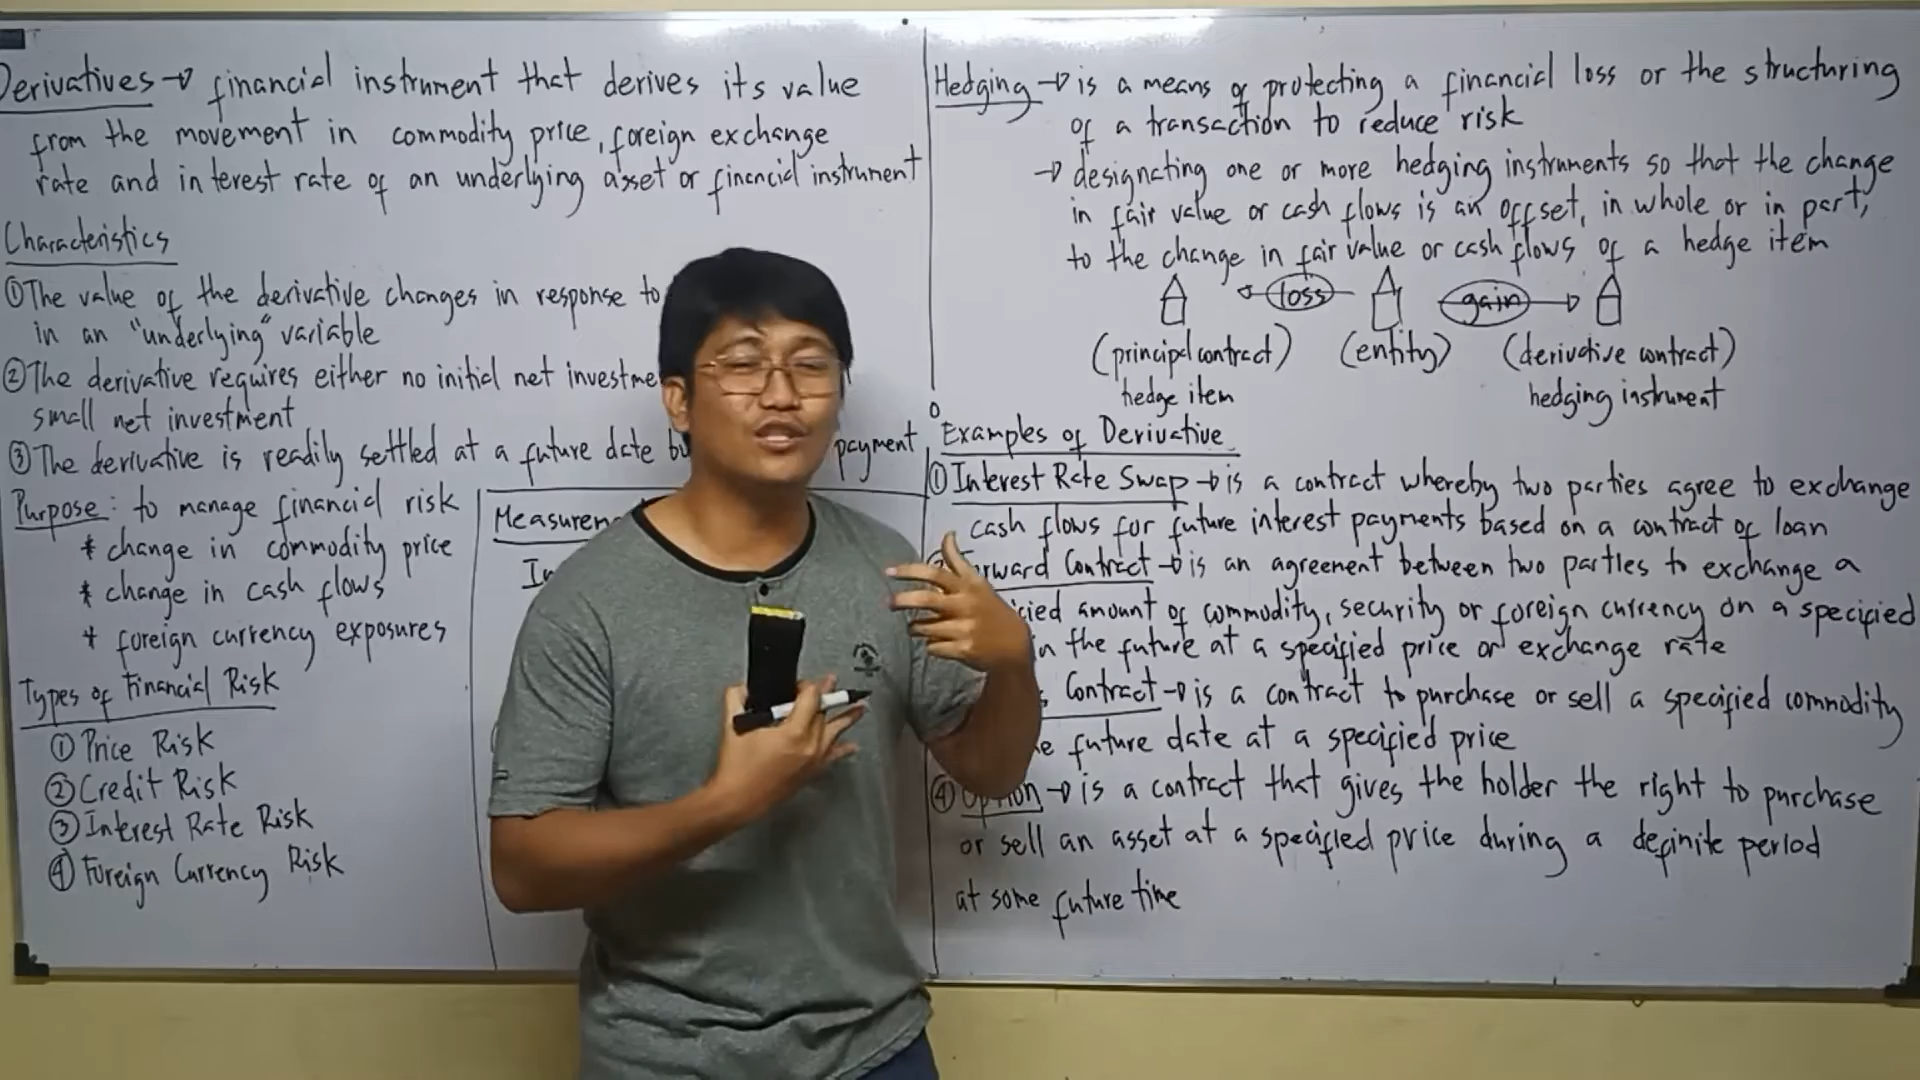 Derivatives → financial instrument that derives its value
from the movement in commodity price, foreign exchange
rate and interest rate of an underlying asset or financial instrument
Characteristics
① The value of the derivative changes in response to
in an "underlying" variable
② The derivative requires either no initial net
small net investment
③ The derivative is readily settled at a future date payment
Purpose: to manage financial risk
* change in commodity price
* change in cash flows
* foreign currency exposures
Types of Financial Risk
① Price Risk
② Credit Risk
③ Interest Rate Risk
④ Foreign Currency Risk
Hedging → is a means of protecting a financial loss or the structuring
of a transaction to reduce risk
→ designating one or more hedging instruments so that the change
in fair value or cash flows is an offset, in whole or in part,
to the change in fair value or cash flows of a hedge item
loss gain
(principal contract) (entity) (derivative contract)
hedge item hedging instrument
Examples of Derivative
① Interest Rate Swap → is a contract whereby two parties agree to exchange
cash flows for future interest payments based on a contract of loan
Contract → is an agreement between two parties to exchange a
amount of commodity, security or foreign currency on a specified
in the future at a specified price or exchange rate
Contract → is a contract to purchase or sell a specified commodity
future date at a specified price
④ Option → is a contract that gives the holder the right to purchase
or sell an asset at a specified price during a definite period
at some future time